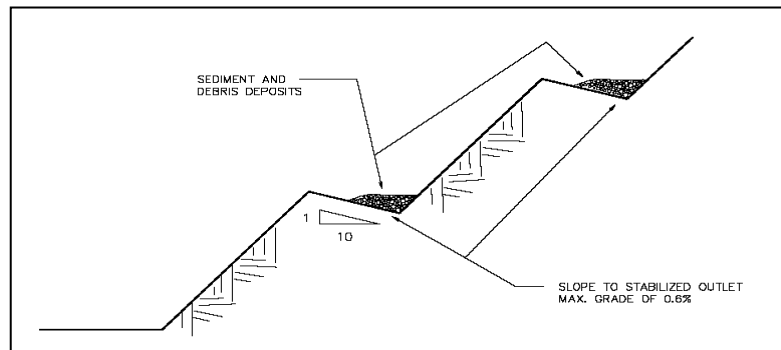 SEDIMENT AND
DEBRIS DEPOSITS
1
10
SLOPE TO STABILIZED OUTLET
MAX. GRADE OF 0.6%